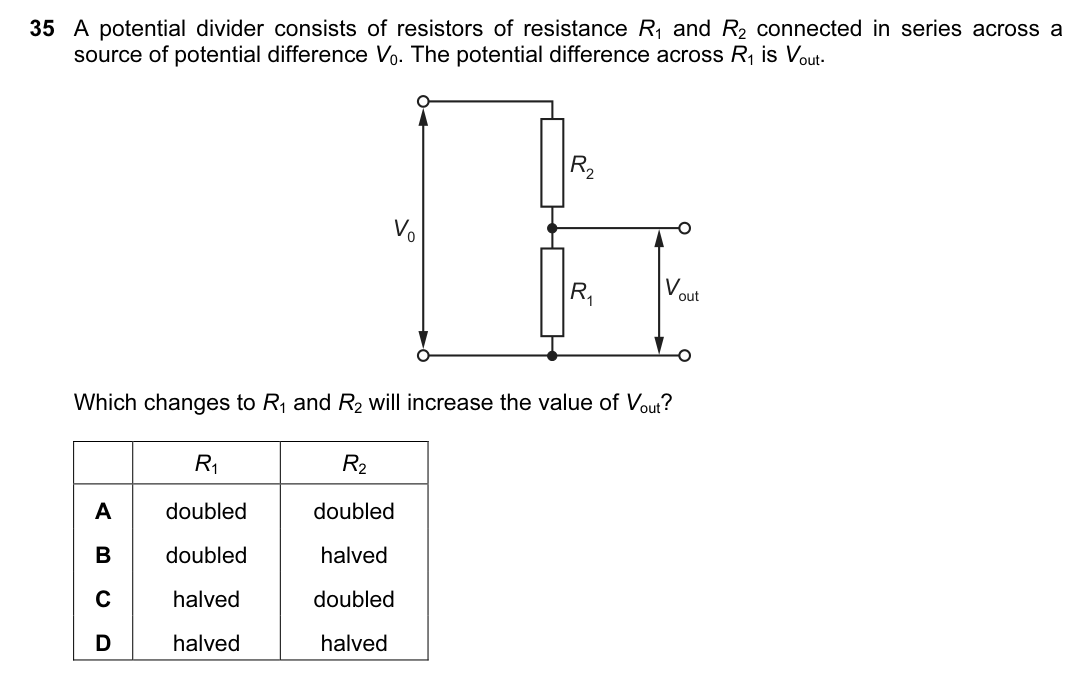 35 A potential divider consists of resistors of resistance R1 and R2 connected in series across a
source of potential difference V0. The potential difference across R1 is Vout.
R2
V0
R1
Vout
Which changes to R1 and R2 will increase the value of Vout?
R1 R2
A doubled doubled
B doubled halved
C halved doubled
D halved halved